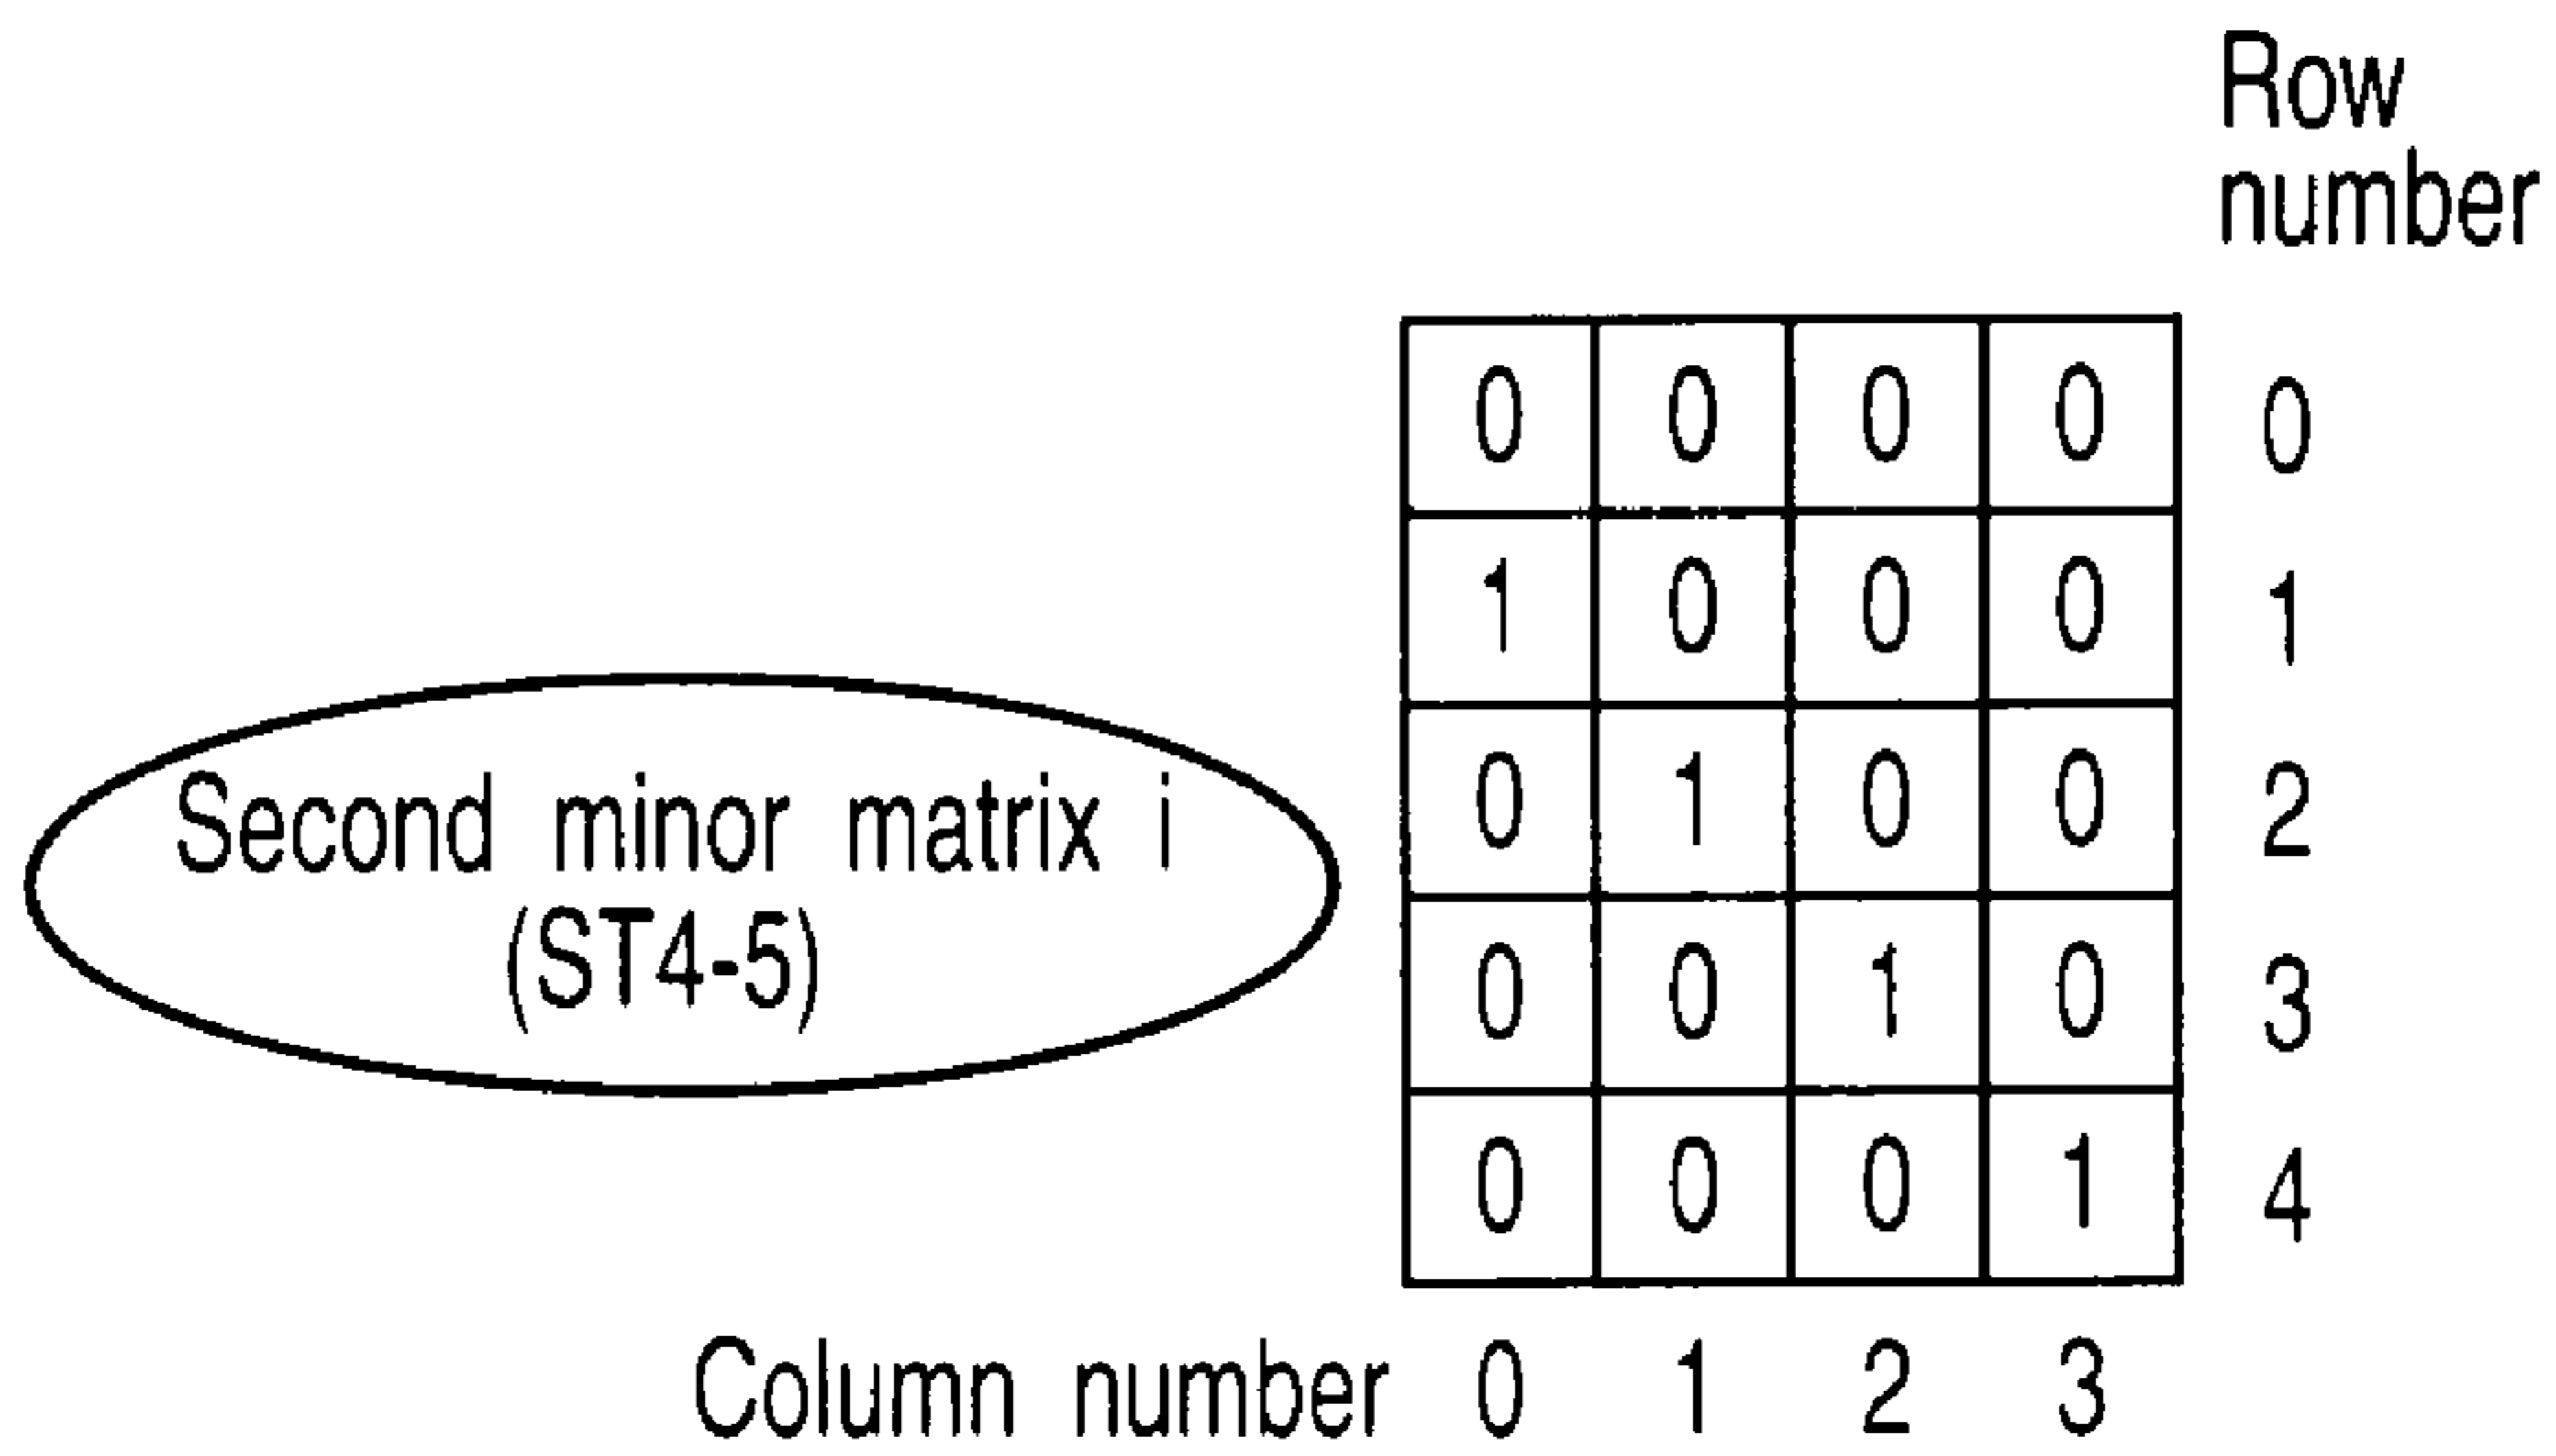 Row
number
0 0 0 0 0
1 0 0 0 1
0 1 0 0 2
0 0 1 0 3
0 0 0 1 4
Second minor matrix i
(ST4-5)
Column number 0 1 2 3